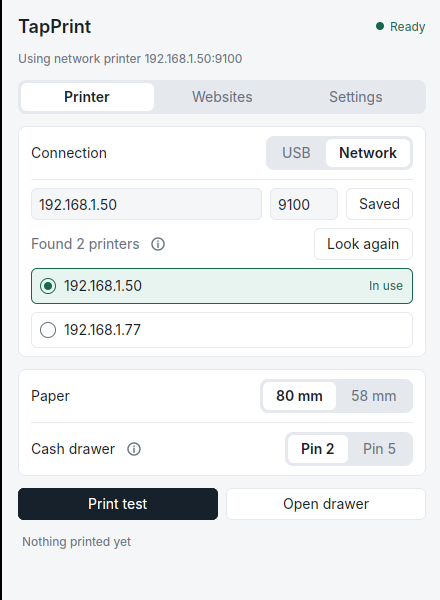 TapPrint
Ready
Using network printer 192.168.1.50:9100
Printer Websites Settings
Connection USB Network
192.168.1.50 9100 Saved
Found 2 printers Look again
192.168.1.50 In use
192.168.1.77
Paper 80 mm 58 mm
Cash drawer Pin 2 Pin 5
Print test Open drawer
Nothing printed yet